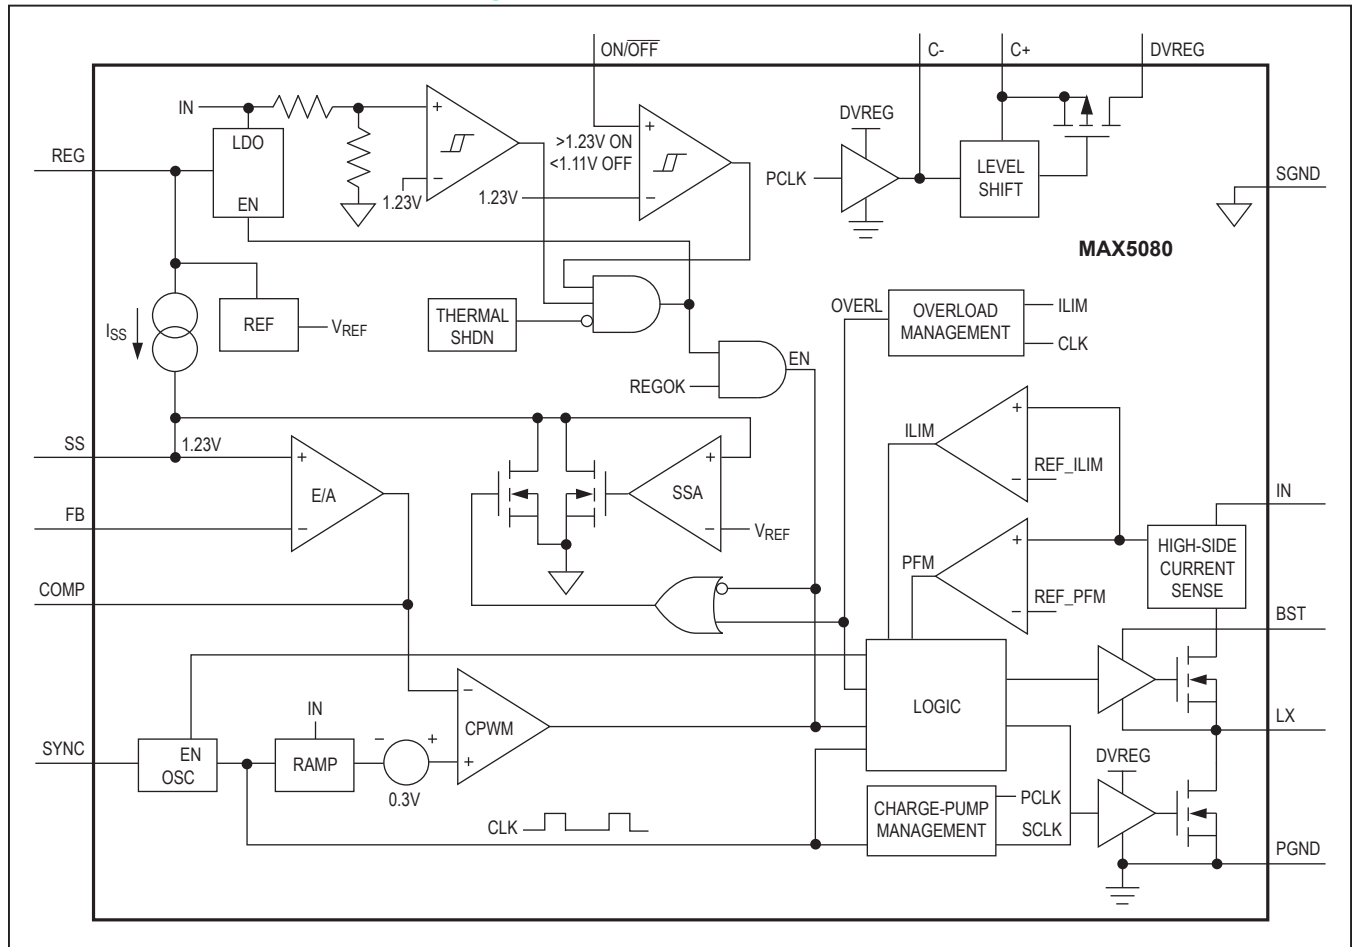 ON/OFF
C-
C+
DVREG
IN
LDO
EN
REG
+
−
1.23V
>1.23V ON
<1.11V OFF
1.23V
+
−
DVREG
PCLK
LEVEL
SHIFT
SGND
MAX5080
ISS
REF
VREF
THERMAL
SHDN
REGOK
EN
OVERL
OVERLOAD
MANAGEMENT
ILIM
CLK
SS
1.23V
+
E/A
−
FB
COMP
+
SSA
−
VREF
ILIM
+
REF_ILIM
−
PFM
+
REF_PFM
−
HIGH-SIDE
CURRENT
SENSE
IN
BST
LX
LOGIC
SYNC
EN
OSC
IN
RAMP
−
+
0.3V
−
CPWM
+
CLK
CHARGE-PUMP
MANAGEMENT
PCLK
SCLK
DVREG
PGND